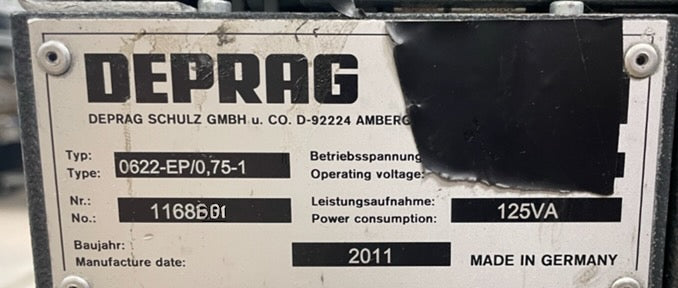 DEPRAG
DEPRAG SCHULZ GMBH u. CO. D-92224 AMBERG
Typ:
Type: 0622-EP/0,75-1
Betriebsspannung
Operating voltage:
Nr.:
No.:
Leistungsaufnahme:
Power consumption: 125VA
Baujahr:
Manufacture date: 2011
MADE IN GERMANY